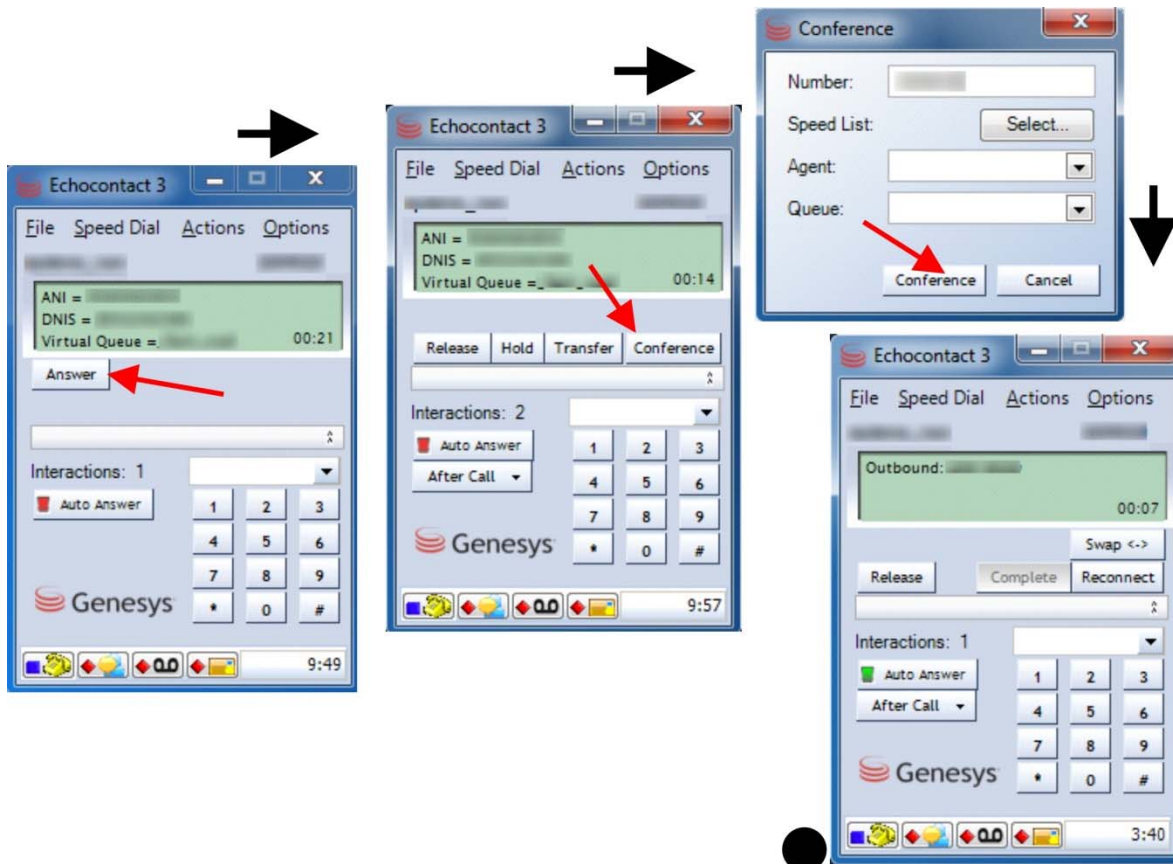 Echocontact 3
File Speed Dial Actions Options
ANI =
DNIS =
Virtual Queue =_
00:21
Answer
Interactions: 1
Auto Answer
1 2 3
4 5 6
7 8 9
* 0 #
Genesys
9:49
Echocontact 3
File Speed Dial Actions Options
ANI =
DNIS =
Virtual Queue =_
00:14
Release Hold Transfer Conference
Interactions: 2
Auto Answer
After Call
1 2 3
4 5 6
7 8 9
* 0 #
Genesys
9:57
Conference
Number:
Speed List: Select...
Agent:
Queue:
Conference Cancel
Echocontact 3
File Speed Dial Actions Options
Outbound:
00:07
Swap <->
Release Complete Reconnect
Interactions: 1
Auto Answer
After Call
1 2 3
4 5 6
7 8 9
* 0 #
Genesys
3:40